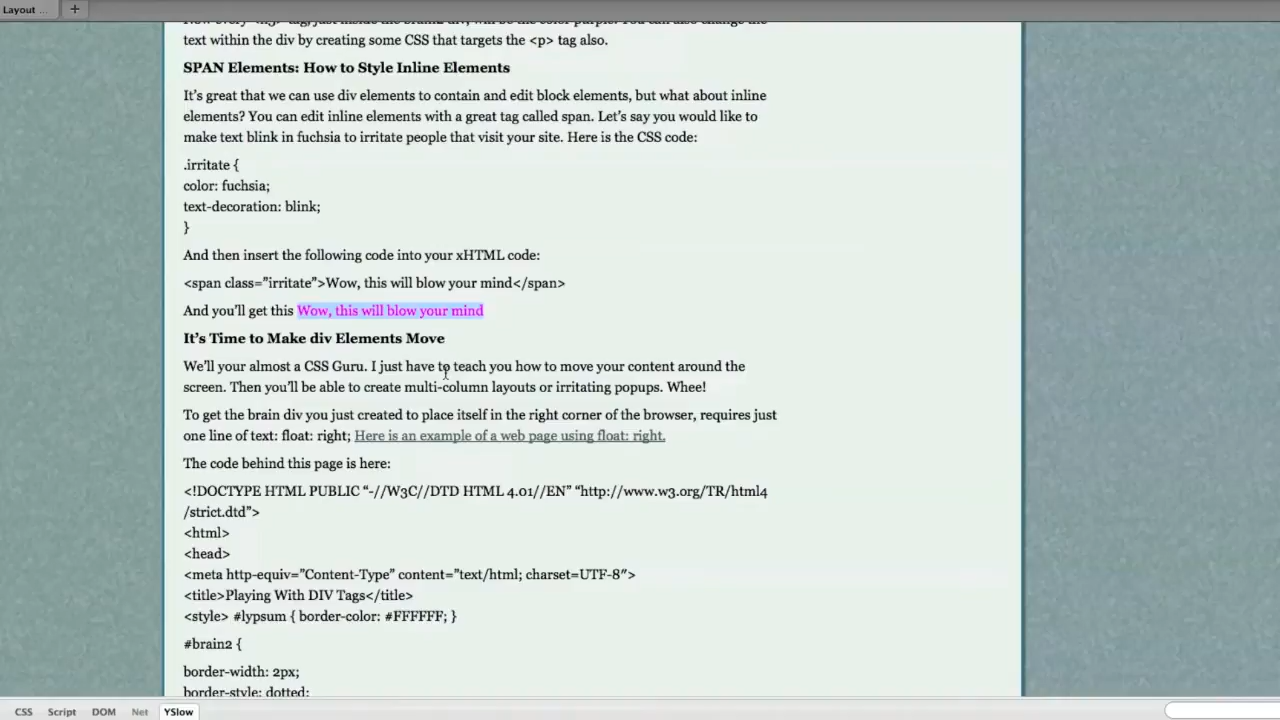 Layout ...
+
text within the div by creating some CSS that targets the <p> tag also.
SPAN Elements: How to Style Inline Elements
It’s great that we can use div elements to contain and edit block elements, but what about inline
elements? You can edit inline elements with a great tag called span. Let’s say you would like to
make text blink in fuchsia to irritate people that visit your site. Here is the CSS code:
.irritate {
color: fuchsia;
text-decoration: blink;
}
And then insert the following code into your xHTML code:
<span class=”irritate”>Wow, this will blow your mind</span>
And you’ll get this Wow, this will blow your mind
It’s Time to Make div Elements Move
We’ll your almost a CSS Guru. I just have to teach you how to move your content around the
screen. Then you’ll be able to create multi-column layouts or irritating popups. Whee!
To get the brain div you just created to place itself in the right corner of the browser, requires just
one line of text: float: right; Here is an example of a web page using float: right.
The code behind this page is here:
<!DOCTYPE HTML PUBLIC “-//W3C//DTD HTML 4.01//EN” “http://www.w3.org/TR/html4
/strict.dtd”>
<html>
<head>
<meta http-equiv=”Content-Type” content=”text/html; charset=UTF-8″>
<title>Playing With DIV Tags</title>
<style> #lypsum { border-color: #FFFFFF; }
#brain2 {
border-width: 2px;
border-style: dotted;
CSS Script DOM Net YSlow